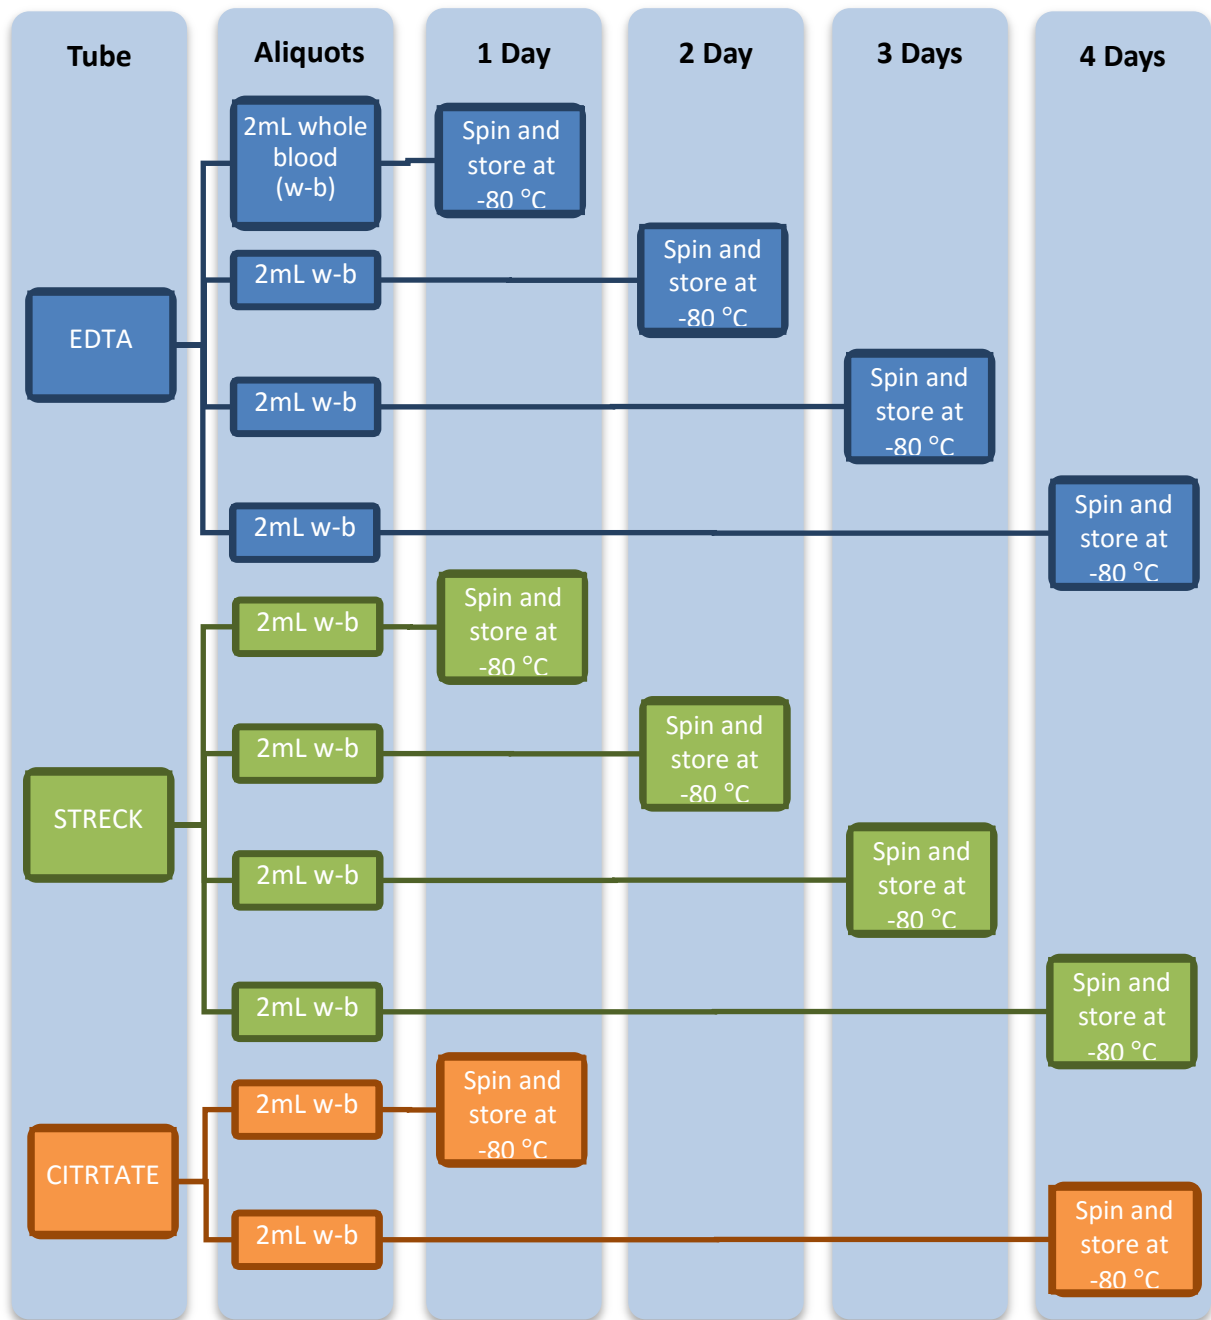 Tube
Aliquots
1 Day
2 Day
3 Days
4 Days
2mL whole
blood
(w-b)
Spin and
store at
-80 °C
2mL w-b
Spin and
store at
-80 °C
EDTA
2mL w-b
Spin and
store at
-80 °C
2mL w-b
Spin and
store at
-80 °C
2mL w-b
Spin and
store at
-80 °C
2mL w-b
Spin and
store at
-80 °C
STRECK
2mL w-b
Spin and
store at
-80 °C
2mL w-b
Spin and
store at
-80 °C
2mL w-b
Spin and
store at
-80 °C
CITRTATE
2mL w-b
Spin and
store at
-80 °C